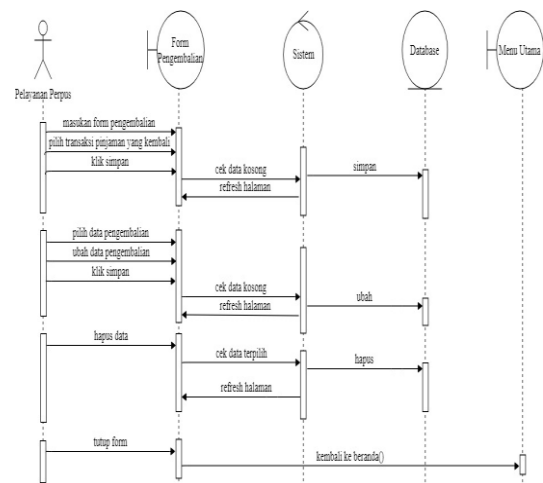 Form
Pengembalian
Sistem
Database
Menu Utama
Pelayanan Perpus
masukan form pengembalian
pilih transaksi pinjaman yang kembali
klik simpan
cek data kosong
simpan
refresh halaman
pilih data pengembalian
ubah data pengembalian
klik simpan
cek data kosong
ubah
refresh halaman
hapus data
cek data terpilih
hapus
refresh halaman
tutup form
kembali ke beranda()